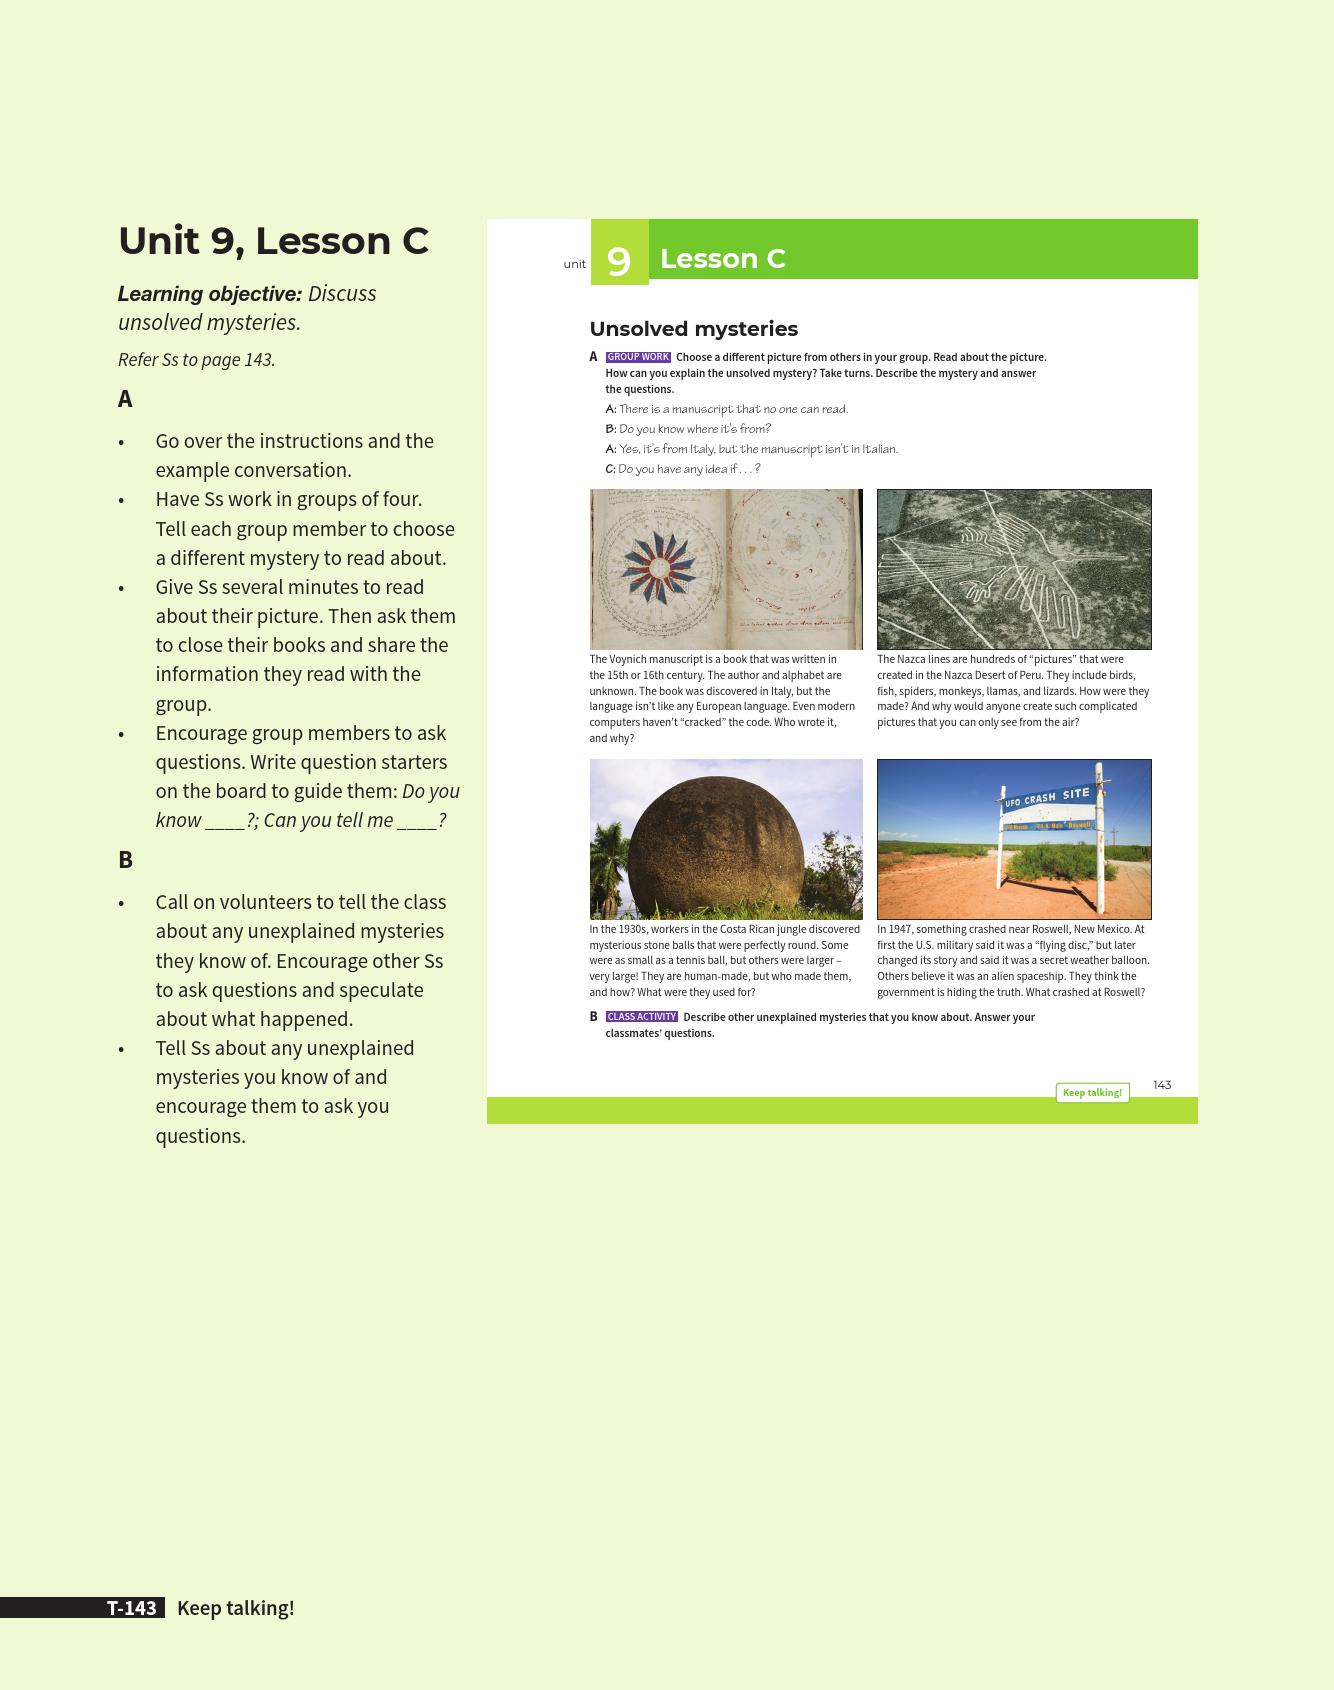 Unit 9, Lesson C
Learning objective: Discuss
unsolved mysteries.
Refer Ss to page 143.
A
• Go over the instructions and the
example conversation.
• Have Ss work in groups of four.
Tell each group member to choose
a different mystery to read about.
• Give Ss several minutes to read
about their picture. Then ask them
to close their books and share the
information they read with the
group.
• Encourage group members to ask
questions. Write question starters
on the board to guide them: Do you
know ____?; Can you tell me ____?
B
• Call on volunteers to tell the class
about any unexplained mysteries
they know of. Encourage other Ss
to ask questions and speculate
about what happened.
• Tell Ss about any unexplained
mysteries you know of and
encourage them to ask you
questions.
unit 9 Lesson C
Unsolved mysteries
A GROUP WORK Choose a different picture from others in your group. Read about the picture.
How can you explain the unsolved mystery? Take turns. Describe the mystery and answer
the questions.
A: There is a manuscript that no one can read.
B: Do you know where it's from?
A: Yes, it's from Italy, but the manuscript isn't in Italian.
C: Do you have any idea if . . . ?
The Voynich manuscript is a book that was written in
the 15th or 16th century. The author and alphabet are
unknown. The book was discovered in Italy, but the
language isn't like any European language. Even modern
computers haven't “cracked” the code. Who wrote it,
and why?
The Nazca lines are hundreds of “pictures” that were
created in the Nazca Desert of Peru. They include birds,
fish, spiders, monkeys, llamas, and lizards. How were they
made? And why would anyone create such complicated
pictures that you can only see from the air?
UFO CRASH SITE
In the 1930s, workers in the Costa Rican jungle discovered
mysterious stone balls that were perfectly round. Some
were as small as a tennis ball, but others were larger –
very large! They are human-made, but who made them,
and how? What were they used for?
In 1947, something crashed near Roswell, New Mexico. At
first the U.S. military said it was a “flying disc,” but later
changed its story and said it was a secret weather balloon.
Others believe it was an alien spaceship. They think the
government is hiding the truth. What crashed at Roswell?
B CLASS ACTIVITY Describe other unexplained mysteries that you know about. Answer your
classmates' questions.
Keep talking! 143
T-143 Keep talking!